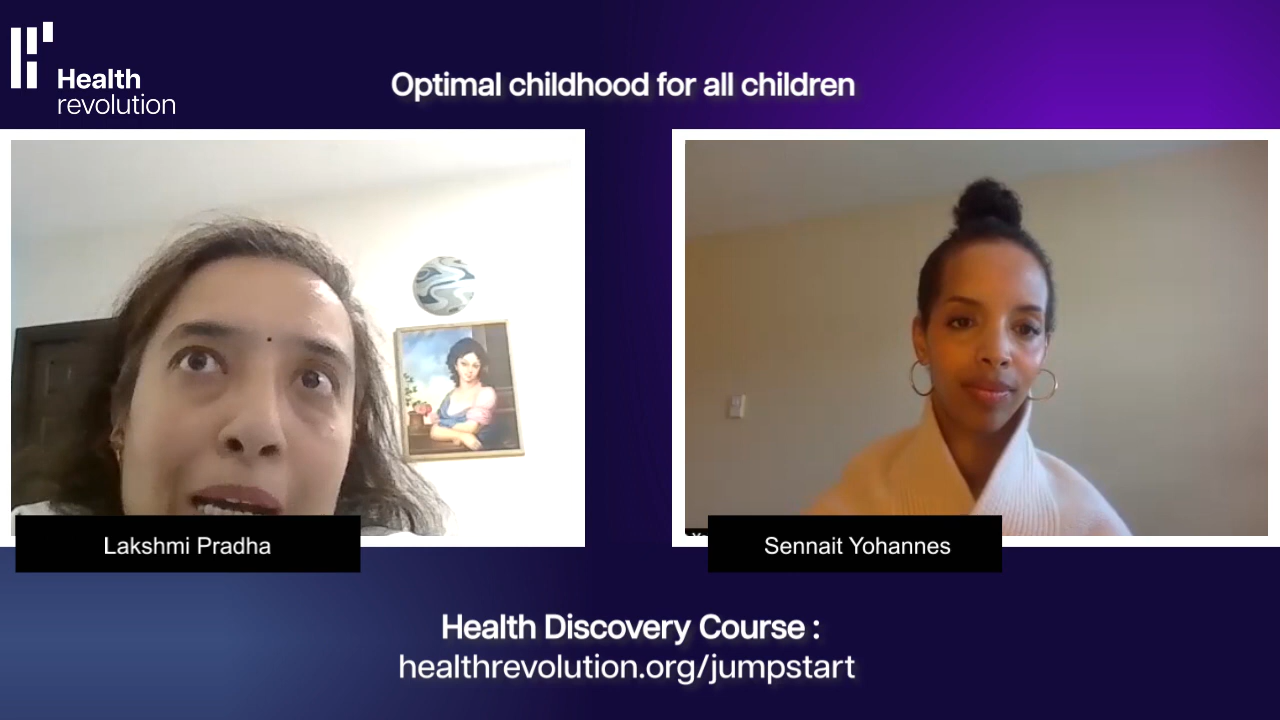 Health
revolution
Optimal childhood for all children
Lakshmi Pradha
Sennait Yohannes
Health Discovery Course :
healthrevolution.org/jumpstart